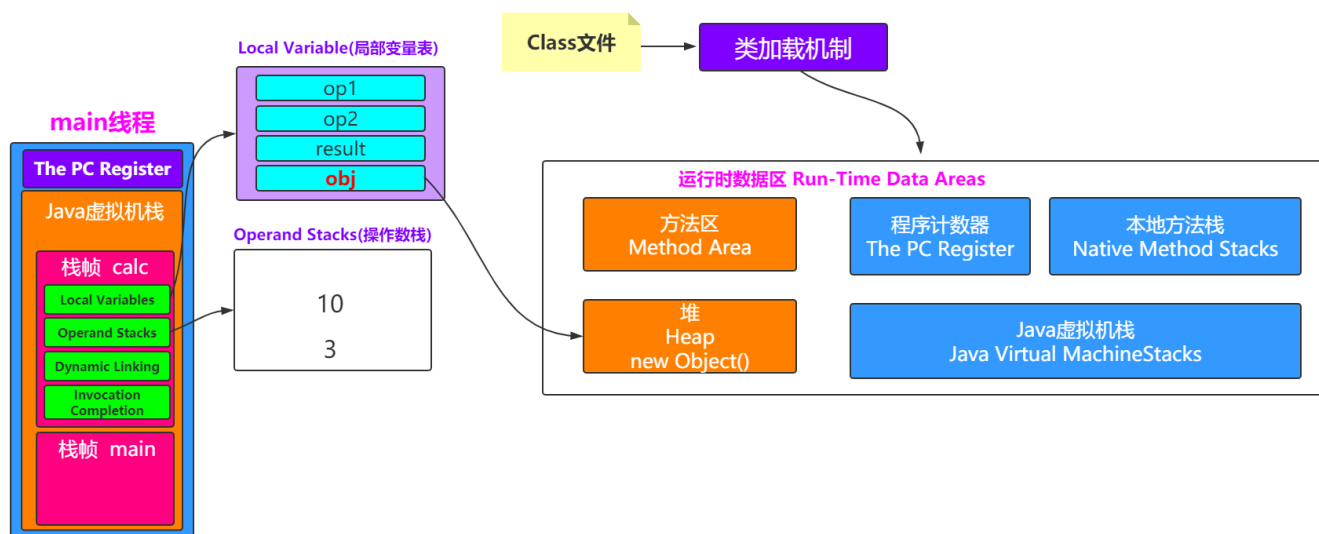 main线程
The PC Register
Java虚拟机栈
栈帧 calc
Local Variables
Operand Stacks
Dynamic Linking
Invocation
Completion
栈帧 main
Local Variable(局部变量表)
op1
op2
result
obj
Operand Stacks(操作数栈)
10
3
Class文件
类加载机制
运行时数据区 Run-Time Data Areas
方法区
Method Area
程序计数器
The PC Register
本地方法栈
Native Method Stacks
堆
Heap
new Object()
Java虚拟机栈
Java Virtual MachineStacks